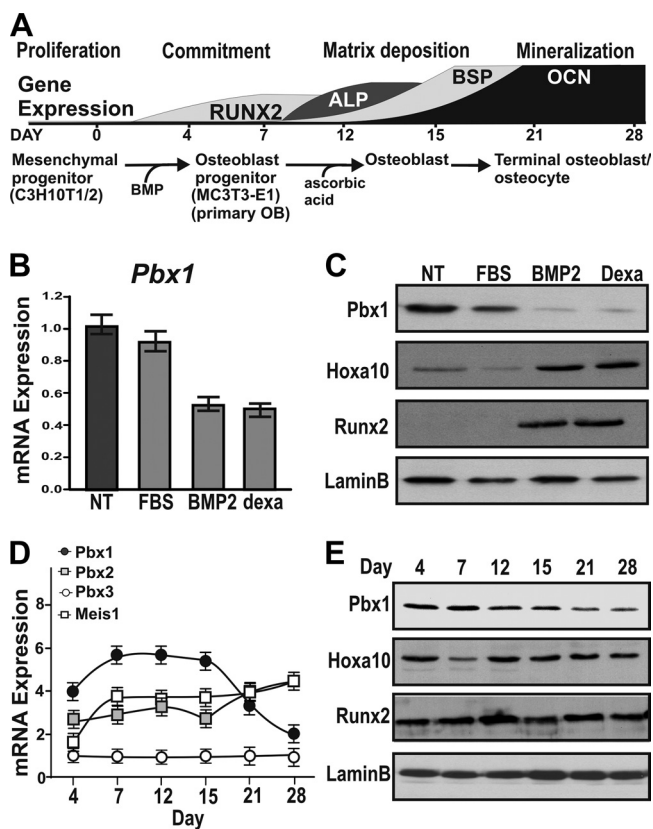 A
Proliferation Commitment Matrix deposition Mineralization
Gene
Expression
RUNX2 ALP BSP OCN
DAY 0 4 7 12 15 21 28
Mesenchymal
progenitor
(C3H10T1/2)
BMP
Osteoblast
progenitor
(MC3T3-E1)
(primary OB)
ascorbic
acid
Osteoblast
Terminal osteoblast/
osteocyte
B
Pbx1
mRNA Expression
1.2
1.0
0.8
0.6
0.4
0.2
0.0
NT FBS BMP2 dexa
C
NT FBS BMP2 Dexa
Pbx1
Hoxa10
Runx2
LaminB
D
Pbx1
Pbx2
Pbx3
Meis1
mRNA Expression
8
6
4
2
0
4 7 12 15 21 28
Day
E
Day 4 7 12 15 21 28
Pbx1
Hoxa10
Runx2
LaminB